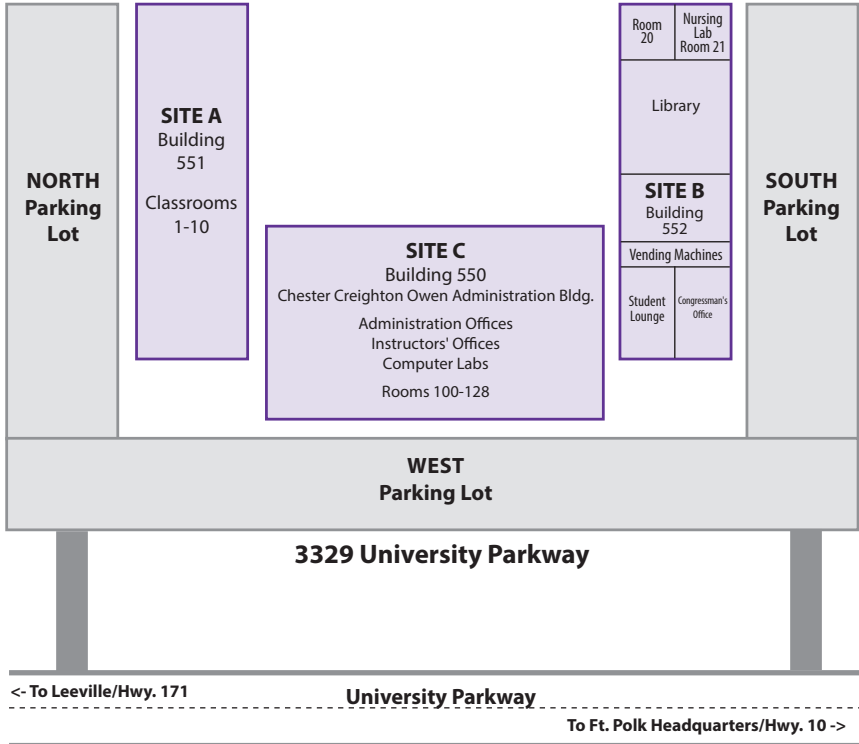 NORTH
Parking
Lot
SITE A
Building
551
Classrooms
1-10
SITE C
Building 550
Chester Creighton Owen Administration Bldg.
Administration Offices
Instructors' Offices
Computer Labs
Rooms 100-128
Room
20
Nursing
Lab
Room 21
Library
SITE B
Building
552
Vending Machines
Student
Lounge
Congressman's
Office
SOUTH
Parking
Lot
WEST
Parking Lot
3329 University Parkway
<- To Leeville/Hwy. 171
University Parkway
To Ft. Polk Headquarters/Hwy. 10 ->